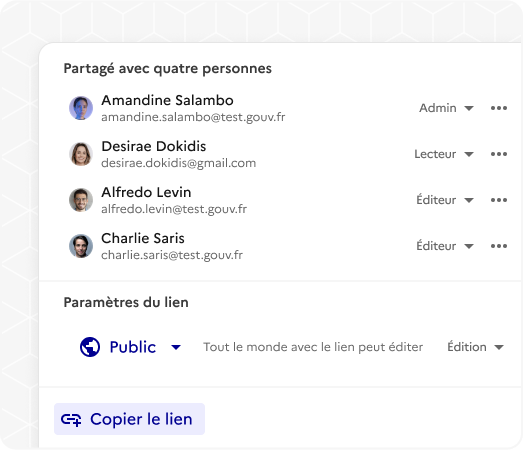 Partagé avec quatre personnes
Amandine Salambo
amandine.salambo@test.gouv.fr
Admin
Desirae Dokidis
desirae.dokidis@gmail.com
Lecteur
Alfredo Levin
alfredo.levin@test.gouv.fr
Éditeur
Charlie Saris
charlie.saris@test.gouv.fr
Éditeur
Paramètres du lien
Public
Tout le monde avec le lien peut éditer
Édition
Copier le lien